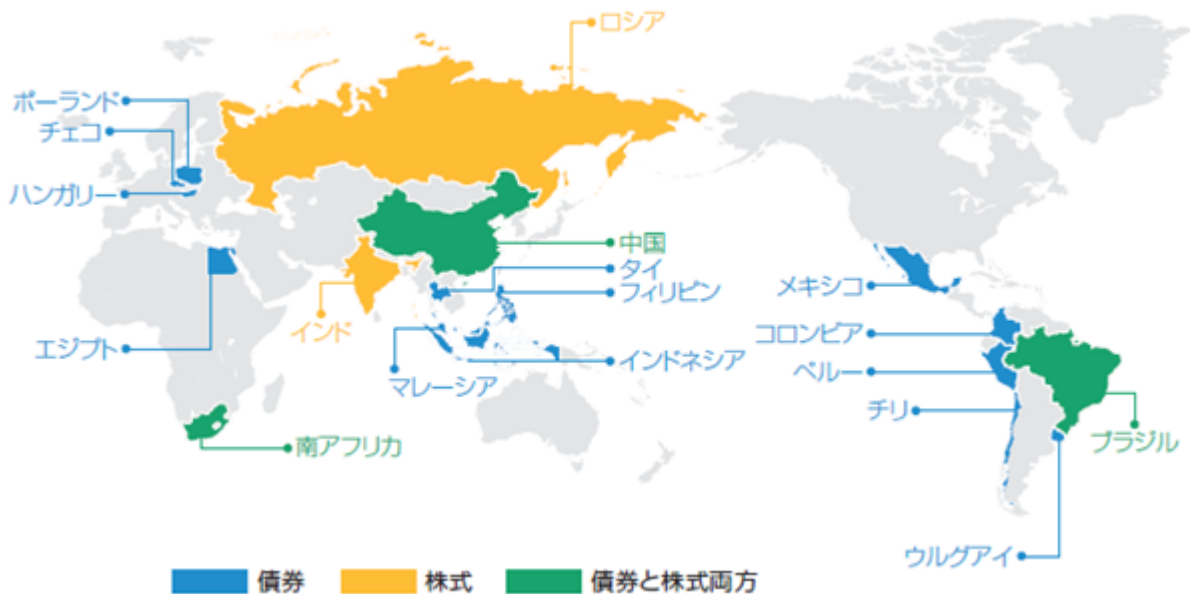 ロシア
ポーランド
チェコ
ハンガリー
中国
タイ
フィリピン
メキシコ
インド
コロンビア
エジプト
インドネシア
マレーシア
ペルー
チリ
南アフリカ
ブラジル
ウルグアイ
債券
株式
債券と株式両方